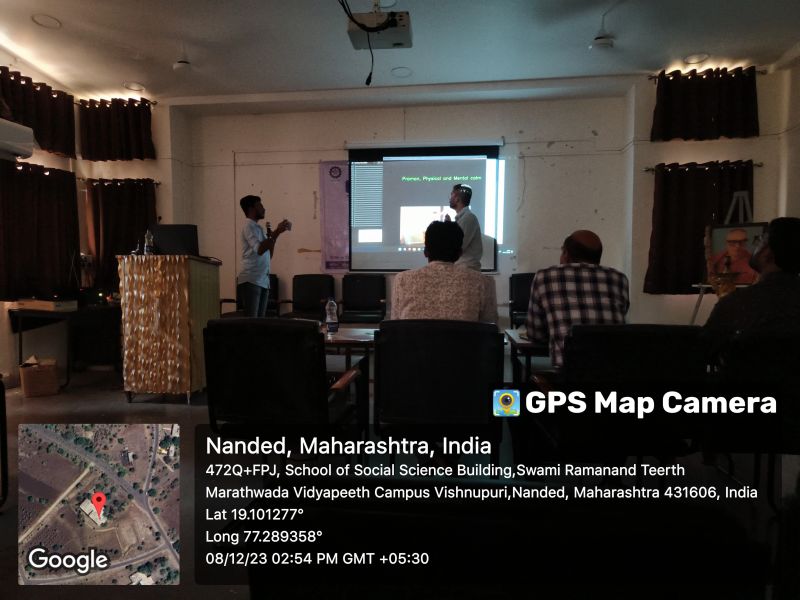 Praman, Physical and Mental calm
GPS Map Camera
Nanded, Maharashtra, India
472Q+FPJ, School of Social Science Building,Swami Ramanand Teerth
Marathwada Vidyapeeth Campus Vishnupuri,Nanded, Maharashtra 431606, India
Lat 19.101277°
Long 77.289358°
08/12/23 02:54 PM GMT +05:30
Google